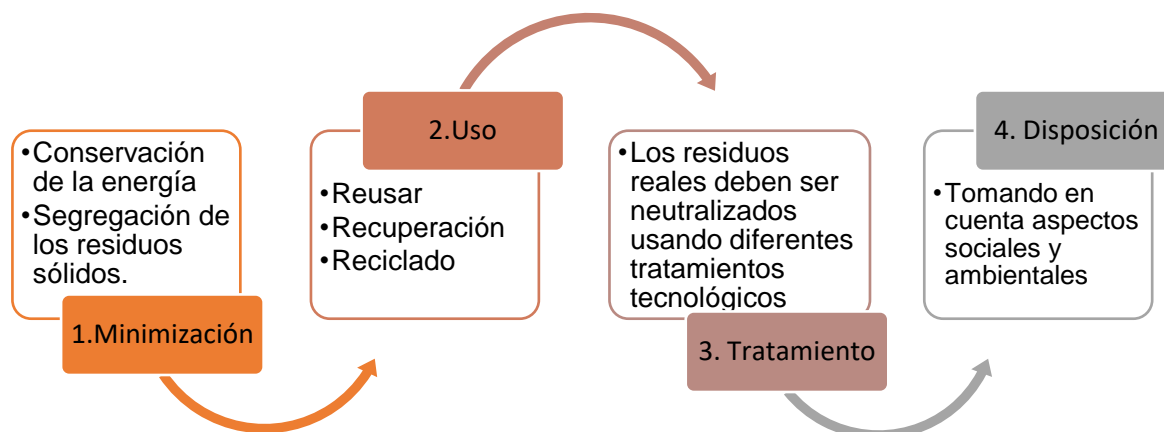 •Conservación
de la energía
•Segregación de
los residuos
sólidos.
1.Minimización
2.Uso
•Reusar
•Recuperación
•Reciclado
•Los residuos
reales deben ser
neutralizados
usando diferentes
tratamientos
tecnológicos
3. Tratamiento
4. Disposición
•Tomando en
cuenta aspectos
sociales y
ambientales